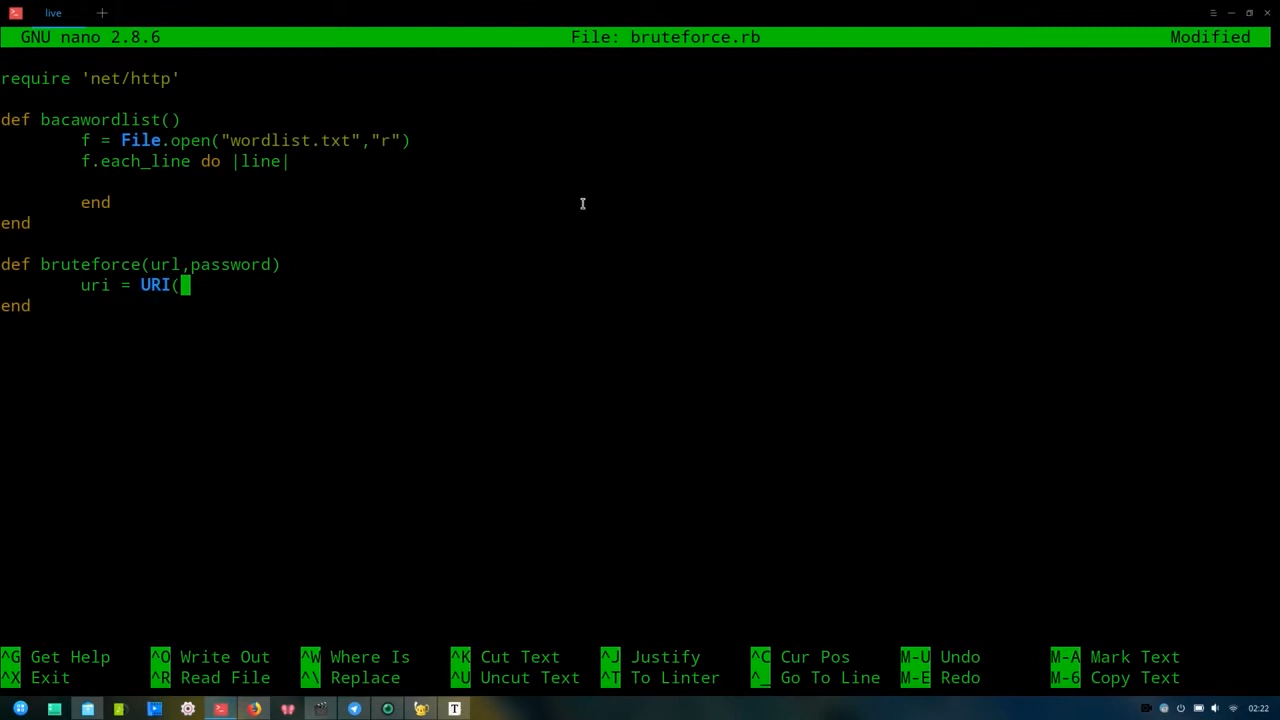 live
GNU nano 2.8.6 File: bruteforce.rb Modified
require 'net/http'
def bacawordlist()
f = File.open("wordlist.txt","r")
f.each_line do |line|
end
end
def bruteforce(url,password)
uri = URI(
end
^G Get Help ^O Write Out ^W Where Is ^K Cut Text ^J Justify ^C Cur Pos M-U Undo M-A Mark Text
^X Exit ^R Read File ^\ Replace ^U Uncut Text ^T To Linter ^_ Go To Line M-E Redo M-6 Copy Text
T 02:22